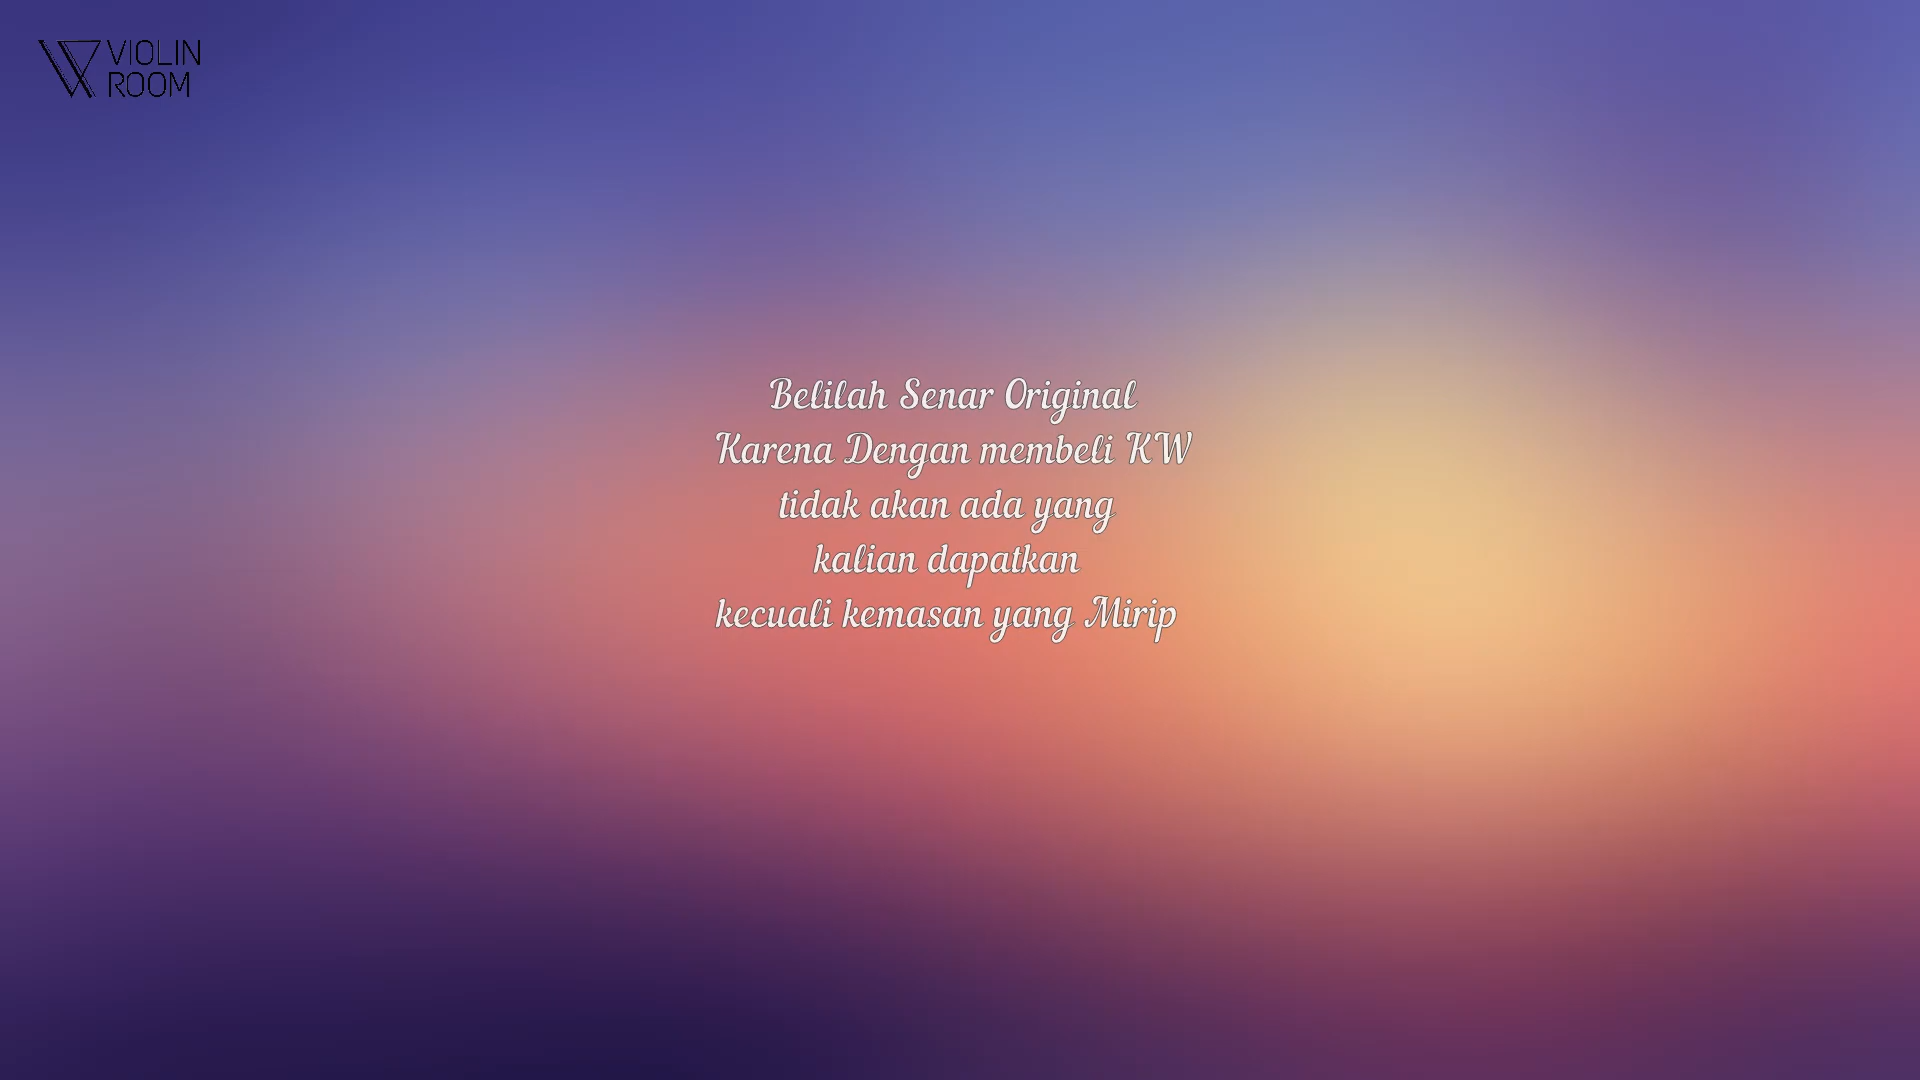 VIOLIN
ROOM
Belilah Senar Original
Karena Dengan membeli KW
tidak akan ada yang
kalian dapatkan
kecuali kemasan yang Mirip